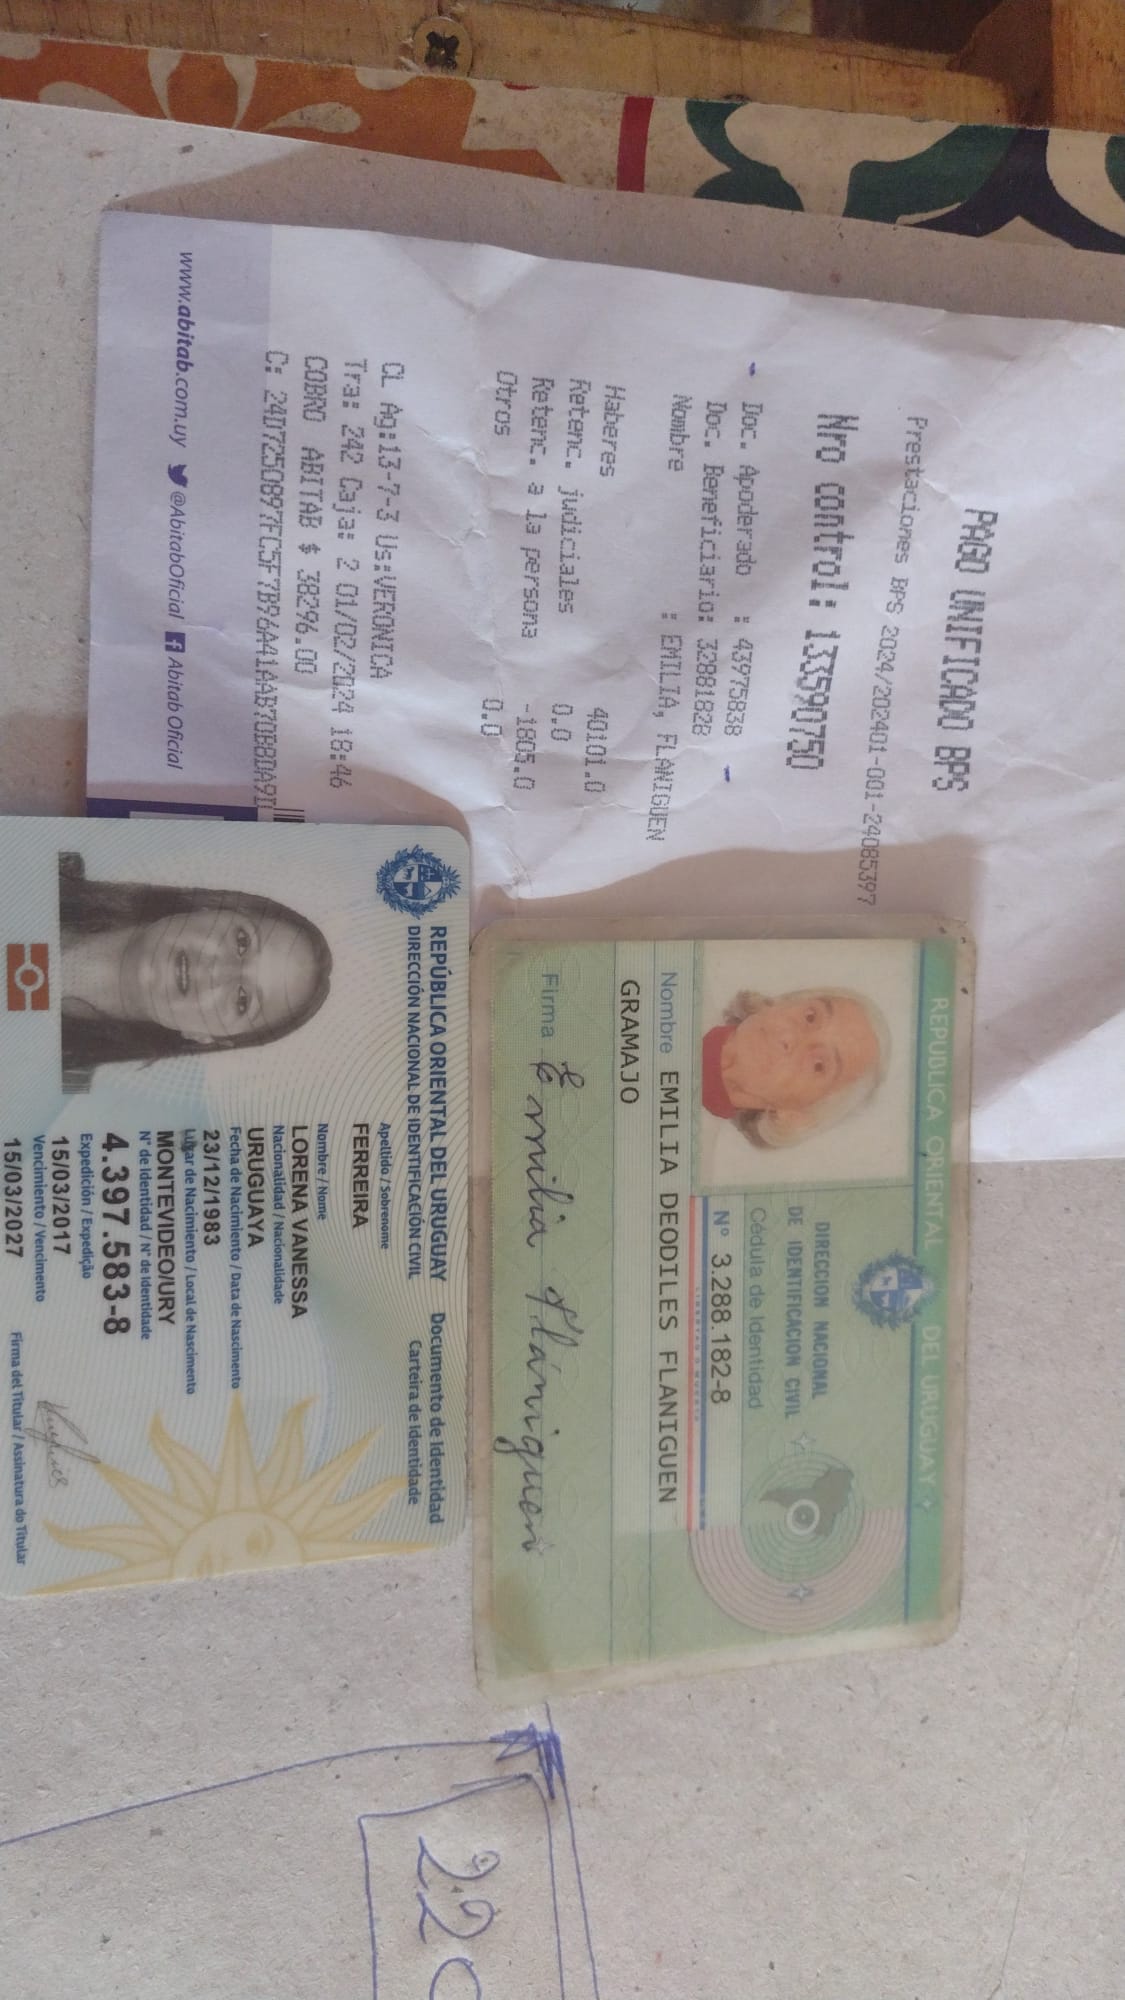 PAGO UNIFICADO BPS
Prestaciones BPS 2024/202401-001-24085397
Nro control: 133590750
Doc. Apoderado : 43975838
Doc. Beneficiario: 32881828
Nombre : EMILIA, FLANIGUEN
Haberes 40101.0
Retenc. judiciales 0.0
Retenc. a la persona -1805.0
Otros 0.0
CL Ag:13-7-3 Us:VERONICA
Tra: 242 Caja: 2 01/02/2024 18:46
COBRO ABITAB $ 38296.00
C: 24D7250897FC5F7B96A41AAB70B8DA9D
www.abitab.com.uy @AbitabOficial AbitabOficial
REPUBLICA ORIENTAL DEL URUGUAY
DIRECCION NACIONAL
DE IDENTIFICACION CIVIL
Cédula de Identidad
Nº 3.288.182-8
Nombre EMILIA DEODILES FLANIGUEN
GRAMAJO
Firma Emilia Flániguen
REPÚBLICA ORIENTAL DEL URUGUAY Documento de Identidad
DIRECCIÓN NACIONAL DE IDENTIFICACIÓN CIVIL Carteira de Identidade
Apellido / Sobrenome
FERREIRA
Nombre / Nome
LORENA VANESSA
Nacionalidad / Nacionalidade
URUGUAYA
Fecha de Nacimiento / Data de Nascimento
23/12/1983
Lugar de Nacimiento / Local de Nascimento
MONTEVIDEO/URY
N° de Identidad / N° de Identidade
4.397.583-8
Expedición / Expedição
15/03/2017
Vencimiento / Vencimento
15/03/2027
Firma del Titular / Assinatura do Titular